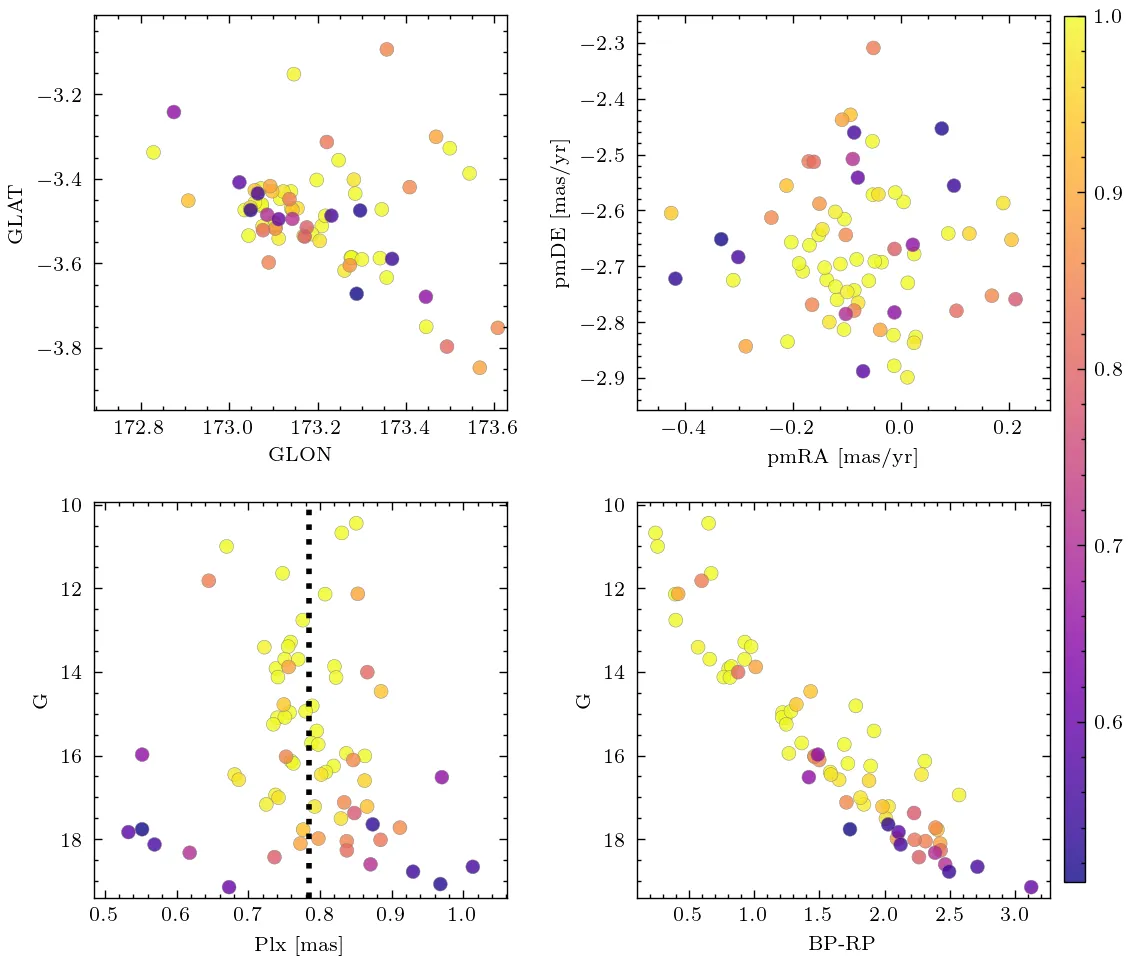 −3.2
−3.4
−3.6
−3.8
GLAT
172.8 173.0 173.2 173.4 173.6
GLON
−2.3
−2.4
−2.5
−2.6
−2.7
−2.8
−2.9
pmDE [mas/yr]
−0.4 −0.2 0.0 0.2
pmRA [mas/yr]
10
12
14
16
18
G
0.5 0.6 0.7 0.8 0.9 1.0
Plx [mas]
10
12
14
16
18
G
0.5 1.0 1.5 2.0 2.5 3.0
BP-RP
1.0
0.9
0.8
0.7
0.6